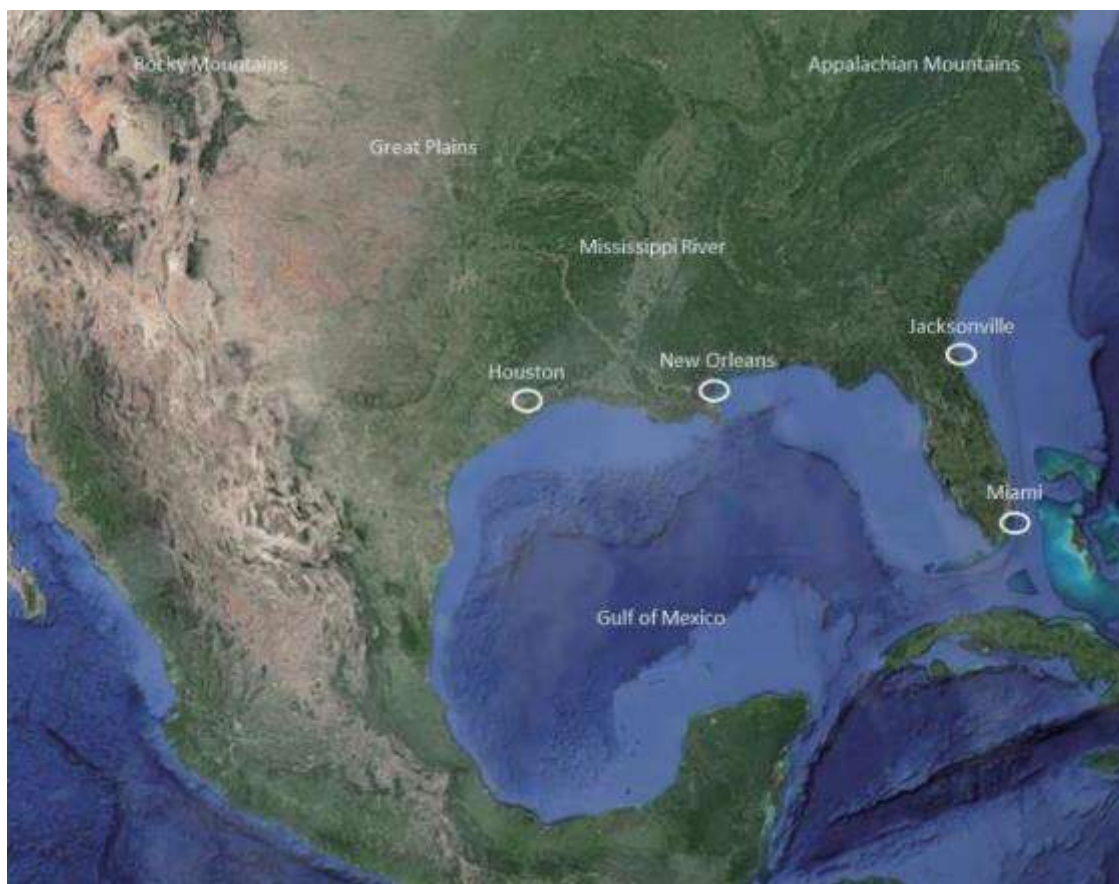 Rocky Mountains
Appalachian Mountains
Great Plains
Mississippi River
Jacksonville
New Orleans
Houston
Miami
Gulf of Mexico